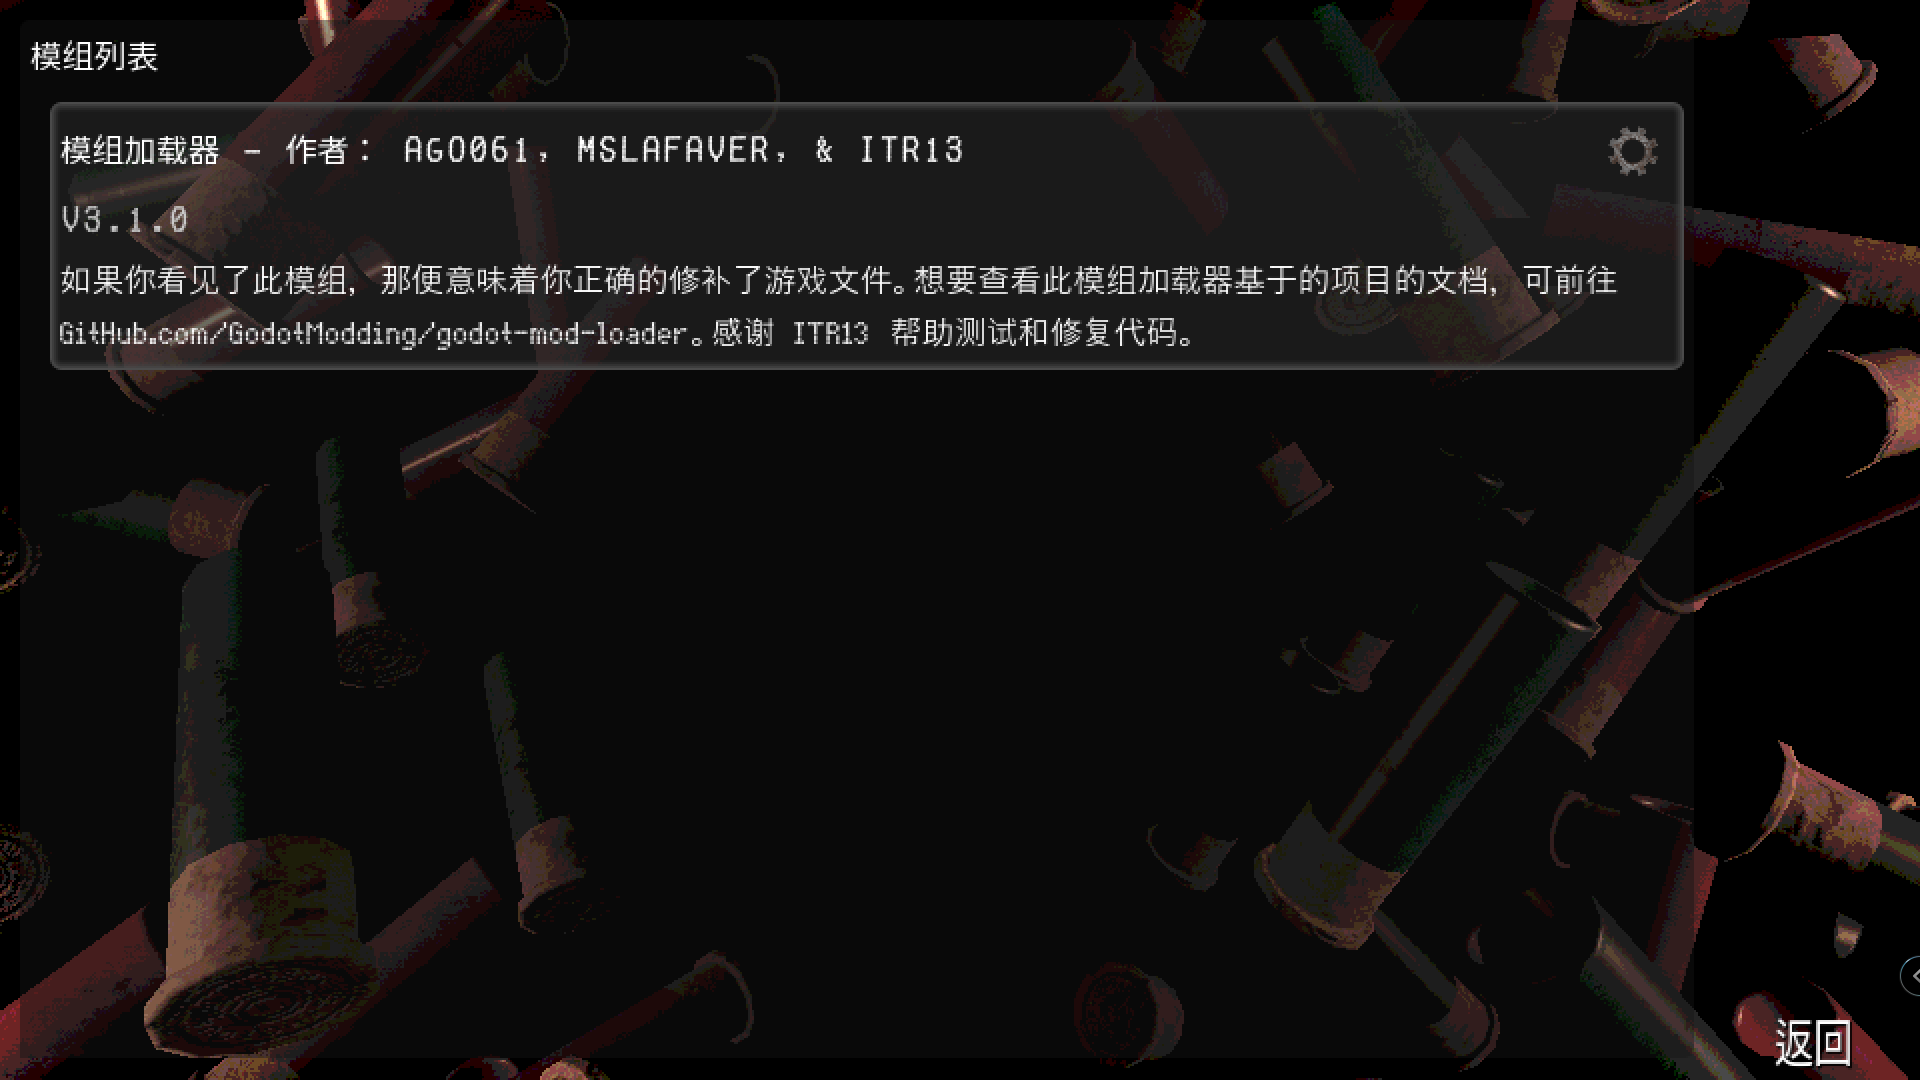 模组列表
模组加载器 - 作者： AGO061, MSLAFAVER, & ITR13
V3.1.0
如果你看见了此模组, 那便意味着你正确的修补了游戏文件。想要查看此模组加载器基于的项目的文档, 可前往
GitHub.com/GodotModding/godot-mod-loader。感谢 ITR13 帮助测试和修复代码。
返回